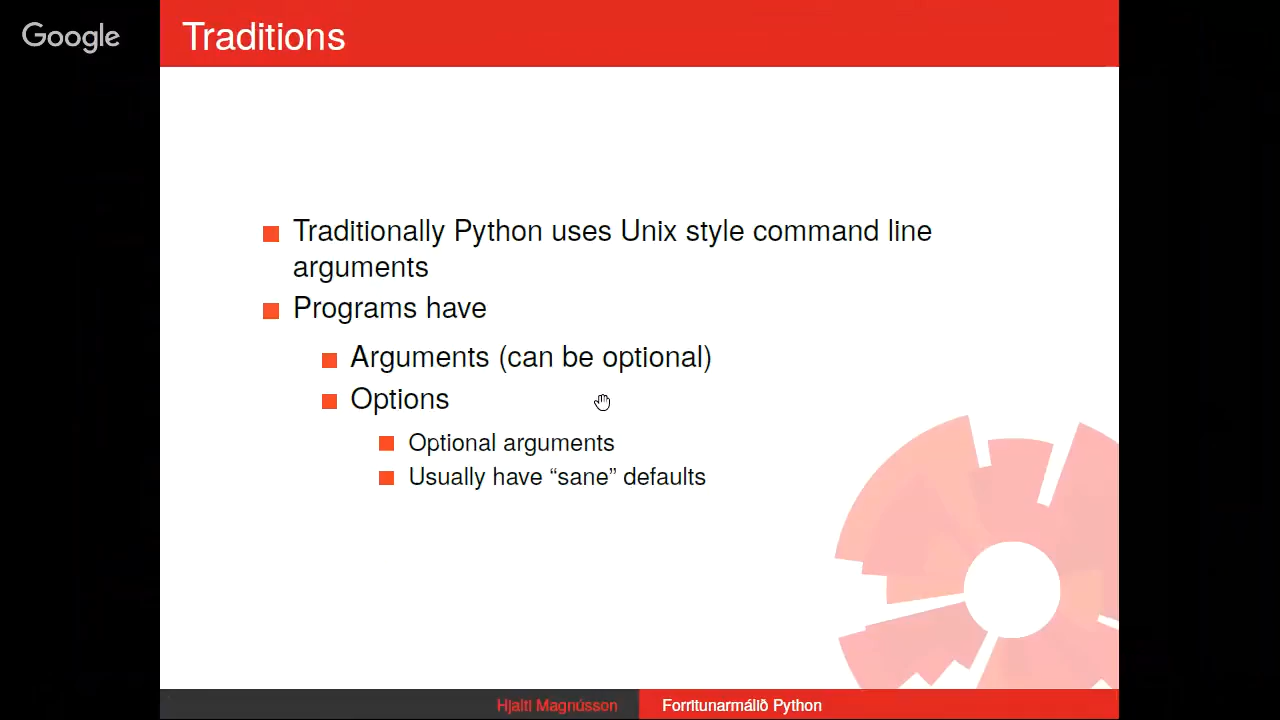 Google
Traditions
Traditionally Python uses Unix style command line
arguments
Programs have
Arguments (can be optional)
Options
Optional arguments
Usually have “sane” defaults
Hjalti Magnússon
Forritunarmálið Python